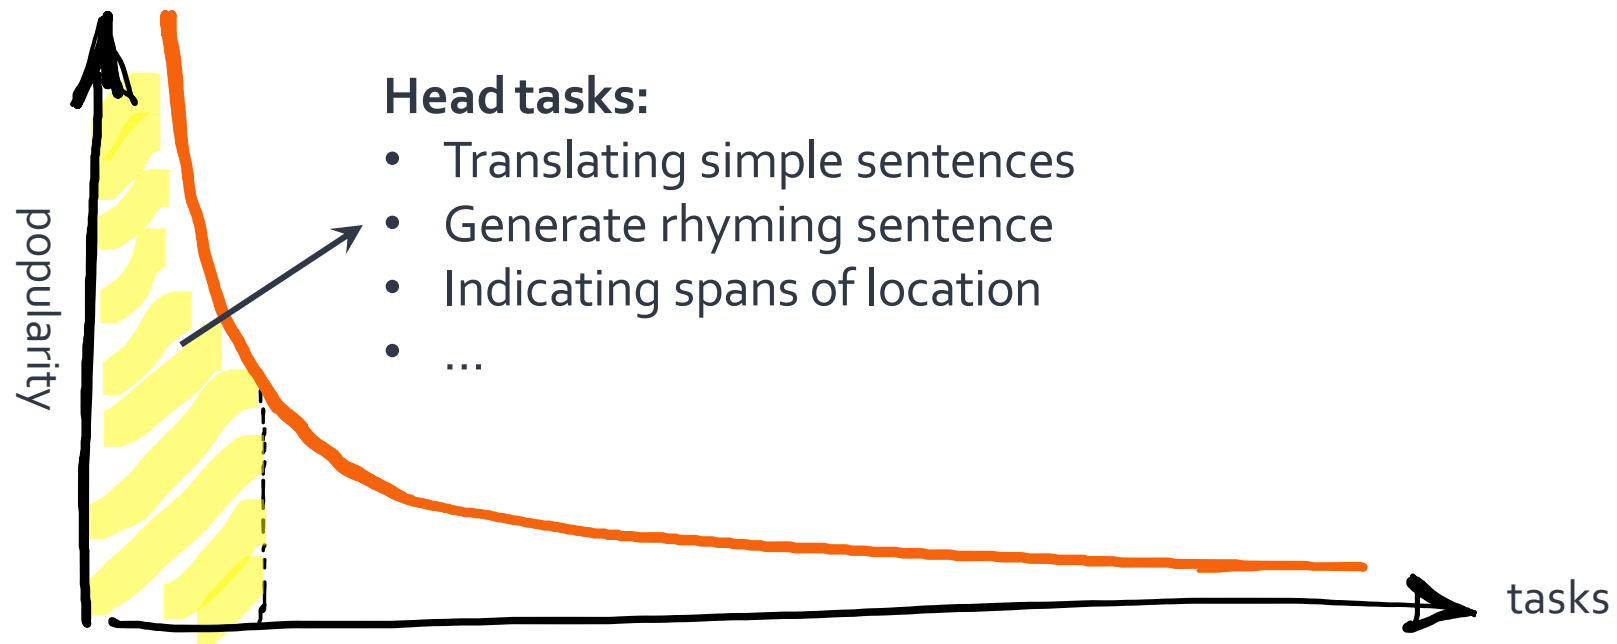 Head tasks:
• Translating simple sentences
• Generate rhyming sentence
• Indicating spans of location
• ...
popularity
tasks